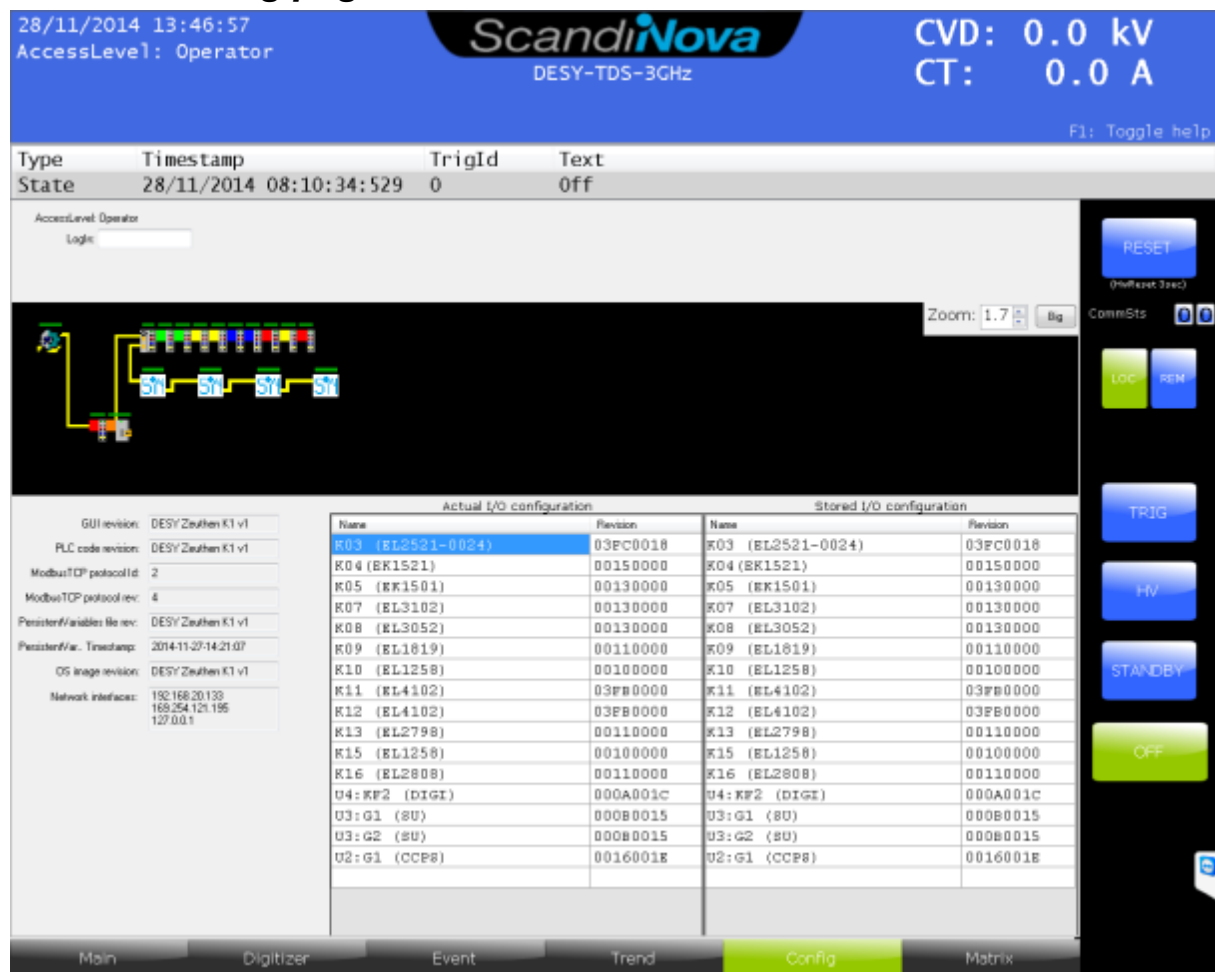 28/11/2014 13:46:57
AccessLevel: Operator
ScandiNova
DESY-TDS-3GHz
CVD: 0.0 kV
CT: 0.0 A
F1: Toggle help
Type Timestamp TrigId Text
State 28/11/2014 08:10:34:529 0 Off
AccessLevel: Operator
LogIn:
RESET
(HwReset 3sec)
Zoom: 1.7 Bg
CommSts
LOC REM
SM SM SM SM
TRIG
HV
STANDBY
OFF
GUI revision: DESY Zeuthen K1 v1
PLC code revision: DESY Zeuthen K1 v1
ModbusTCP protocol Id: 2
ModbusTCP protocol rev: 4
PersistentVariables file rev: DESY Zeuthen K1 v1
PersistentVar.. Timestamp: 2014-11-27-14:21:07
OS image revision: DESY Zeuthen K1 v1
Network interfaces: 192.168.20.133
169.254.121.195
127.0.0.1
Actual I/O configuration Stored I/O configuration
Name Revision Name Revision
K03 (EL2521-0024) 03FC0018 K03 (EL2521-0024) 03FC0018
K04(BK1521) 00150000 K04(BK1521) 00150000
K05 (EK1501) 00130000 K05 (EK1501) 00130000
K07 (EL3102) 00130000 K07 (EL3102) 00130000
K08 (EL3052) 00130000 K08 (EL3052) 00130000
K09 (EL1819) 00110000 K09 (EL1819) 00110000
K10 (EL1258) 00100000 K10 (EL1258) 00100000
K11 (EL4102) 03FB0000 K11 (EL4102) 03FB0000
K12 (EL4102) 03FB0000 K12 (EL4102) 03FB0000
K13 (EL2798) 00110000 K13 (EL2798) 00110000
K15 (EL1258) 00100000 K15 (EL1258) 00100000
K16 (EL2808) 00110000 K16 (EL2808) 00110000
U4:KF2 (DIGI) 000A001C U4:KF2 (DIGI) 000A001C
U3:G1 (SU) 000B0015 U3:G1 (SU) 000B0015
U3:G2 (SU) 000B0015 U3:G2 (SU) 000B0015
U2:G1 (CCPS) 0016001E U2:G1 (CCPS) 0016001E
Main Digitizer Event Trend Config Matrix